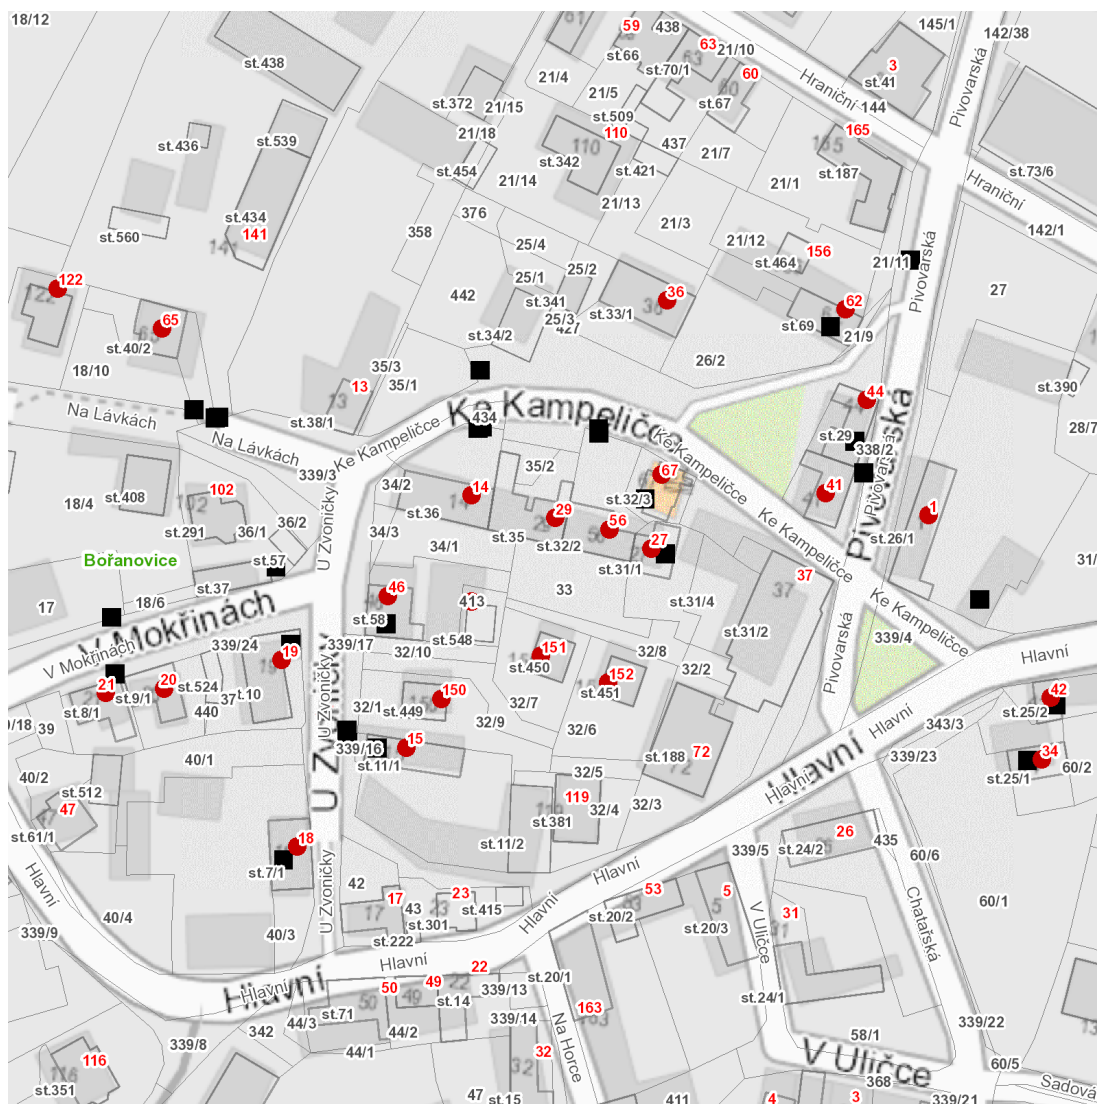 18/12
59
438
145/1
142/38
63
21/10
st.66
3
st.438
st.70/1
60
st.41
Pivovarská
21/4
21/5
st.67
Hraniční
144
st.372
21/15
st.509
110
165
st.436
st.539
21/18
437
st.342
21/7
st.454
st.421
st.187
st.73/6
21/14
21/1
Hraniční
21/13
376
st.434
141
358
21/3
142/1
st.560
25/4
21/12
156
Pivovarská
st.464
21/11
122
25/2
25/1
27
442
st.341
36
62
65
25/3
427
st.33/1
st.69
21/9
st.34/2
st.40/2
26/2
18/10
35/3
35/1
13
st.390
44
Na Lávkách
Ke Kampeličce
434
st.38/1
Ke Kampeličce
Na Lávkách
Ke Kampeličce
st.29
338/2
28/7
339/3
35/2
67
Pivovarská
34/2
14
st.408
102
st.32/3
41
18/4
U Zvoničky
st.36
29
56
Ke Kampeličce
1
36/2
34/3
st.291
36/1
st.35
st.32/2
27
st.26/1
34/1
Bořanovice
st.57
st.31/1
31/
37
st.37
46
33
17
18/6
413
st.31/4
Ke Kampeličce
st.58
V Mokřinách
st.31/2
339/4
V Mokřinách
339/24
339/17
st.548
Hlavní
19
32/10
151
32/8
Pivovarská
st.450
152
32/2
21
20
st.524
st.10
150
st.451
42
st.9/1
37
U Zvoničky
32/1
st.449
32/7
st.25/2
st.8/1
440
32/9
Hlavní
343/3
39
15
32/6
72
339/16
st.188
339/23
34
40/1
st.11/1
Hlavní
60/2
40/2
32/5
Hlavní
st.25/1
st.512
119
32/4
32/3
47
st.381
26
st.61/1
18
st.11/2
435
st.24/2
339/5
60/6
st.7/1
Hlavní
Hlavní
42
17
23
53
5
Chatařská
60/1
U Zvoničky
43
st.415
31
40/4
st.20/2
V Uličce
st.301
st.20/3
339/9
40/3
st.222
Hlavní
Hlavní
22
Hlavní
50
49
339/13
st.20/1
st.24/1
Hlavní
st.71
st.14
163
44/3
342
44/2
339/14
Na Horce
339/22
58/1
339/8
44/1
32
116
V Uličce
60/5
st.351
368
Sadová
47
st.15
411
4
3
339/21